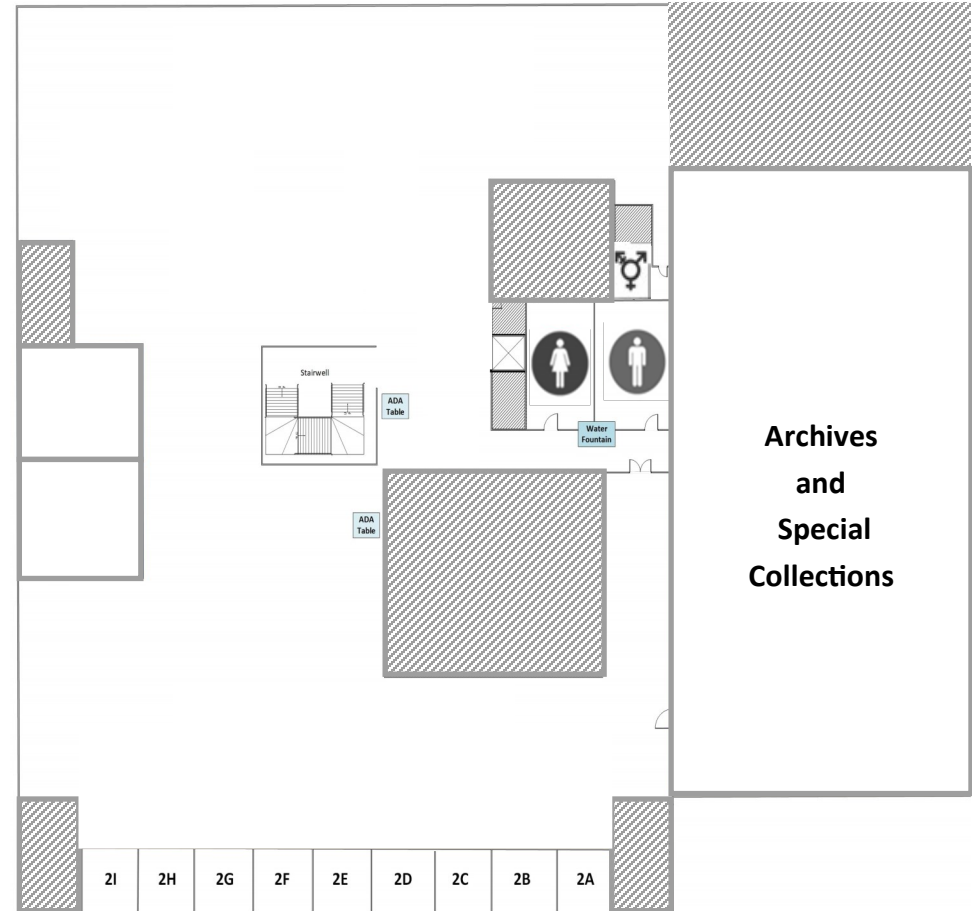 Stairwell
ADA
Table
Water
Fountain
Archives
and
Special
Collections
ADA
Table
2I
2H
2G
2F
2E
2D
2C
2B
2A